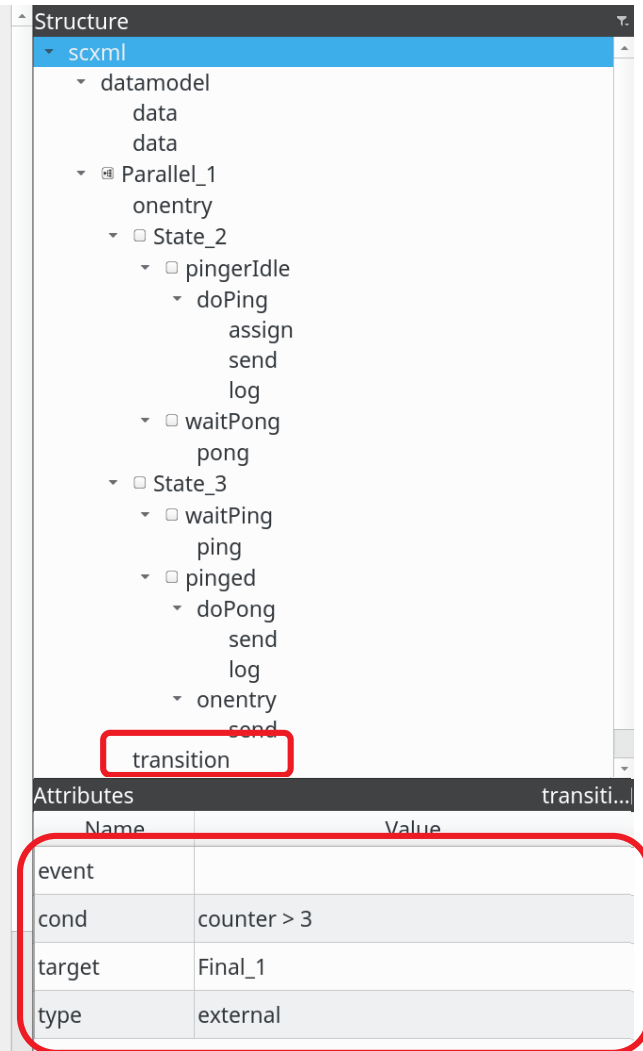 Structure
scxml
datamodel
data
data
Parallel_1
onentry
State_2
pingerIdle
doPing
assign
send
log
waitPong
pong
State_3
waitPing
ping
pinged
doPong
send
log
onentry
send
transition
Attributes transiti...
Name Value
event
cond counter > 3
target Final_1
type external